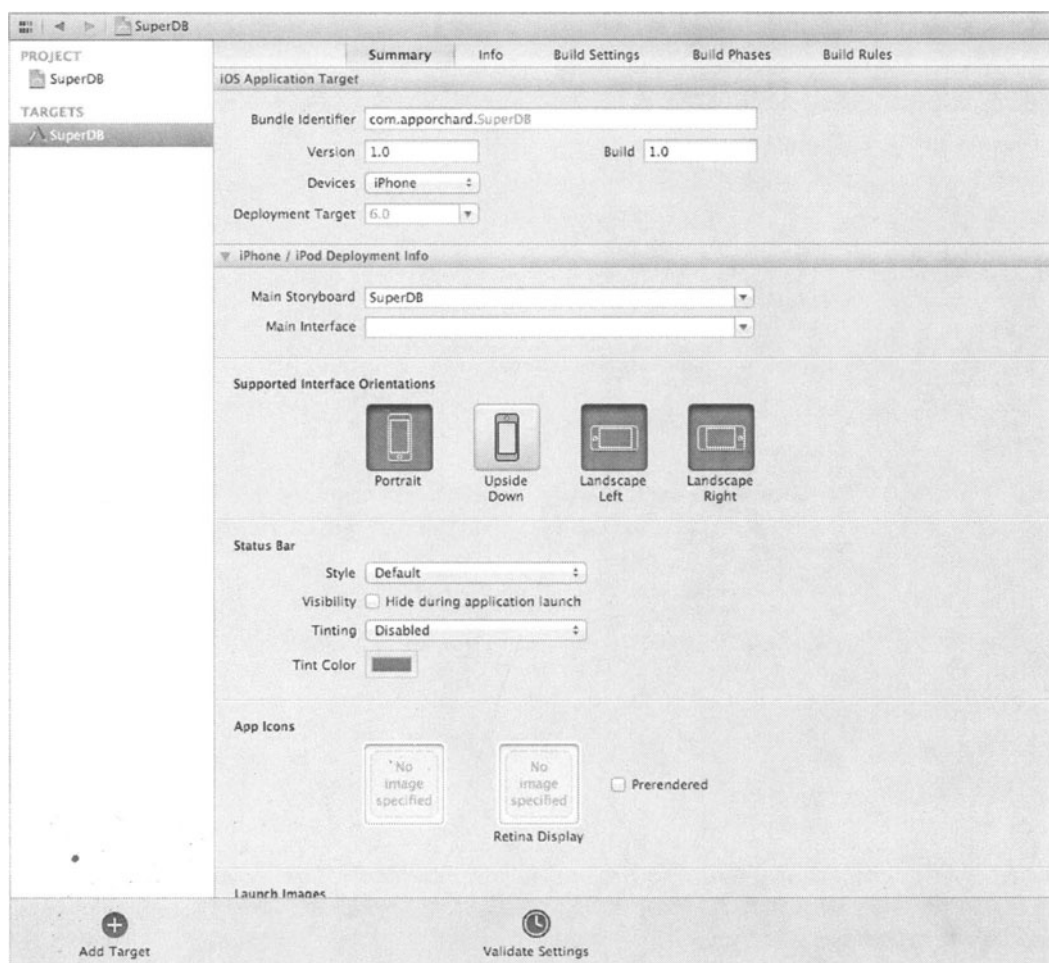 SuperDB
PROJECT
SuperDB
TARGETS
SuperDB
Summary Info Build Settings Build Phases Build Rules
iOS Application Target
Bundle Identifier com.apporchard.SuperDB
Version 1.0 Build 1.0
Devices iPhone
Deployment Target 6.0
iPhone / iPod Deployment Info
Main Storyboard SuperDB
Main Interface
Supported Interface Orientations
Portrait Upside Down Landscape Left Landscape Right
Status Bar
Style Default
Visibility Hide during application launch
Tinting Disabled
Tint Color
App Icons
No image specified No image specified Prerendered
Retina Display
Launch Images
Add Target Validate Settings